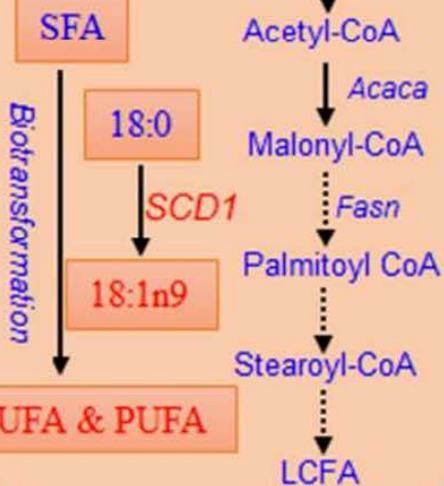 SFA
Biotransformation
18:0
SCD1
18:1n9
UFA & PUFA
Acetyl-CoA
Acaca
Malonyl-CoA
Fasn
Palmitoyl CoA
Stearoyl-CoA
LCFA